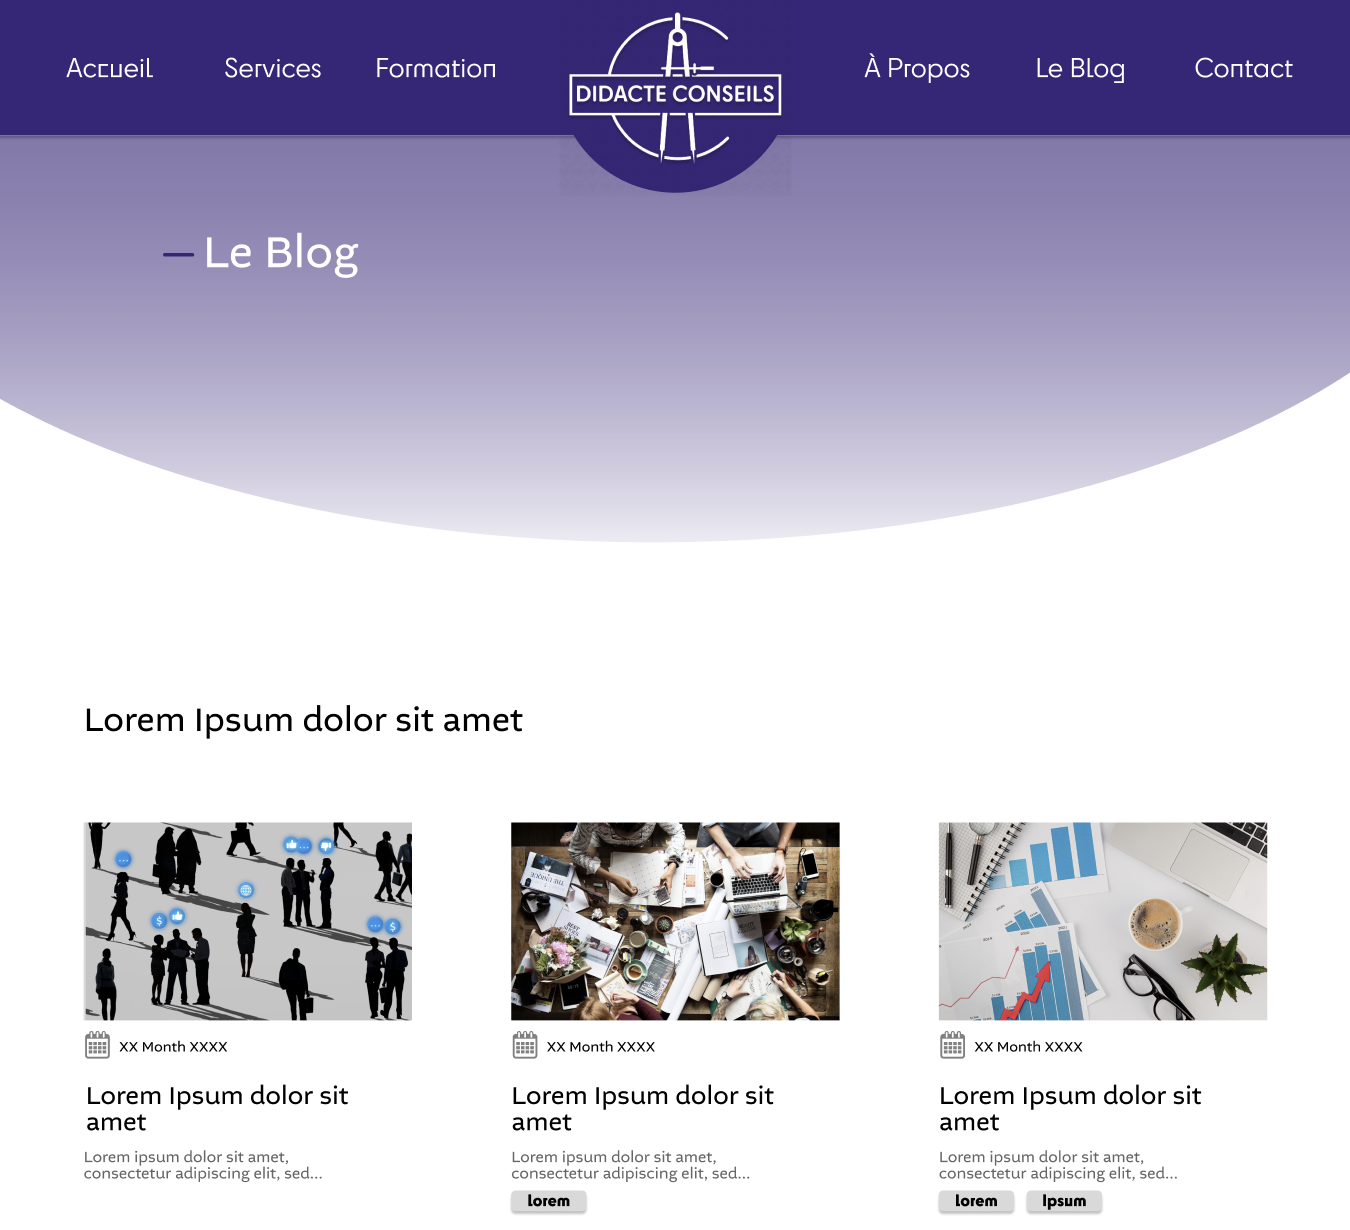 Accueil
Services
Formation
DIDACTE CONSEILS
À Propos
Le Blog
Contact
Le Blog
Lorem Ipsum dolor sit amet
XX Month XXXX
Lorem Ipsum dolor sit
amet
Lorem ipsum dolor sit amet,
consectetur adipiscing elit, sed...
XX Month XXXX
Lorem Ipsum dolor sit
amet
Lorem ipsum dolor sit amet,
consectetur adipiscing elit, sed...
lorem
XX Month XXXX
Lorem Ipsum dolor sit
amet
Lorem ipsum dolor sit amet,
consectetur adipiscing elit, sed...
lorem
Ipsum